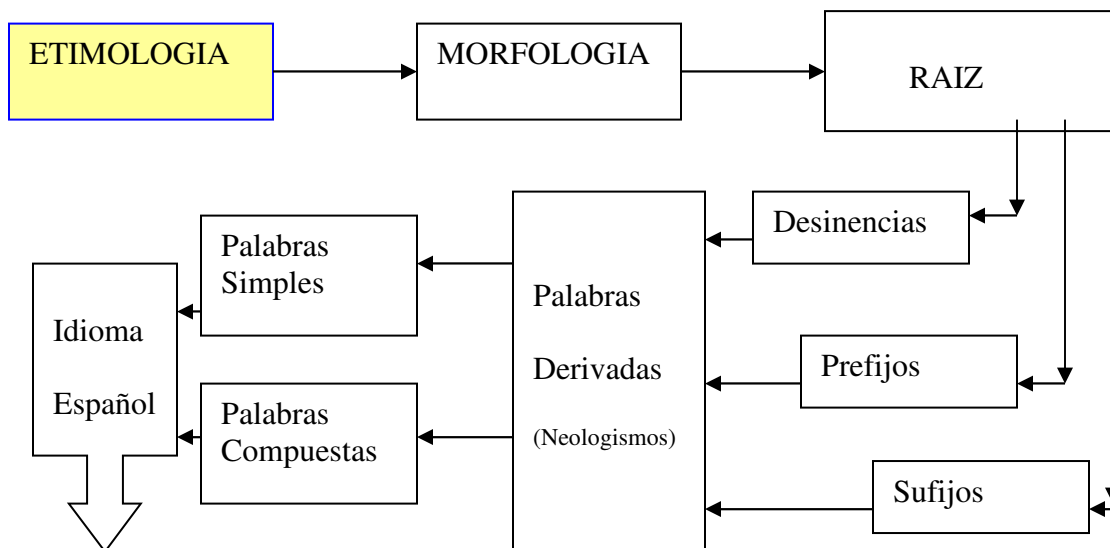 ETIMOLOGIA
MORFOLOGIA
RAIZ
Desinencias
Palabras
Simples
Palabras
Derivadas
(Neologismos)
Idioma
Español
Prefijos
Palabras
Compuestas
Sufijos